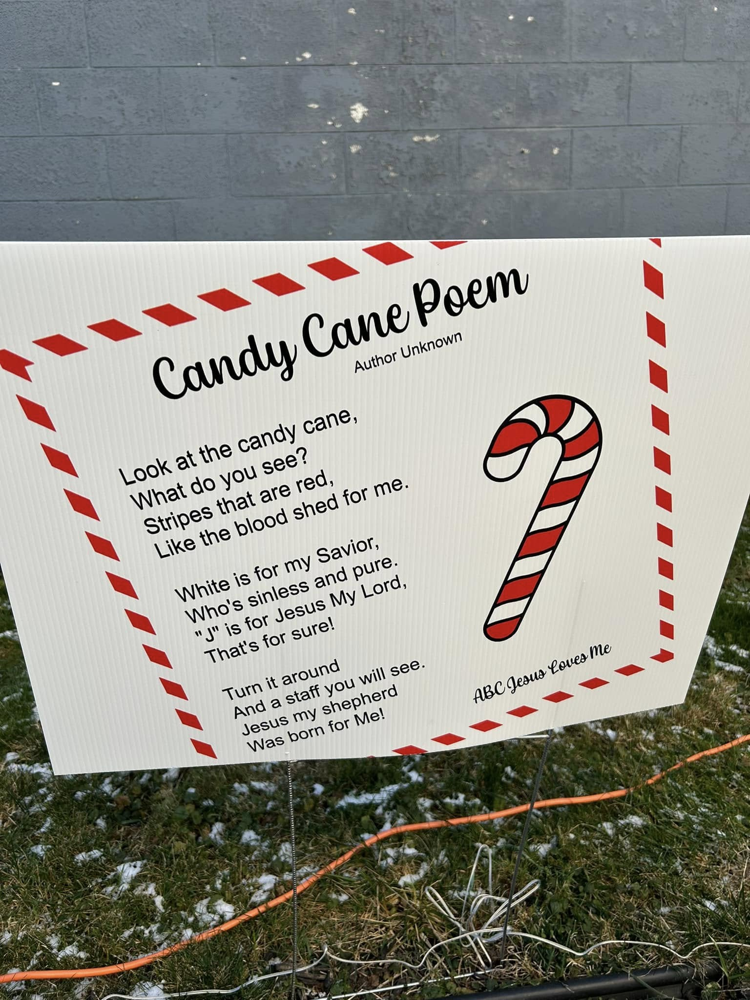 Candy Cane Poem
Author Unknown
Look at the candy cane,
What do you see?
Stripes that are red,
Like the blood shed for me.
White is for my Savior,
Who's sinless and pure.
"J" is for Jesus My Lord,
That's for sure!
Turn it around
And a staff you will see.
Jesus my shepherd
Was born for Me!
ABC Jesus Loves Me